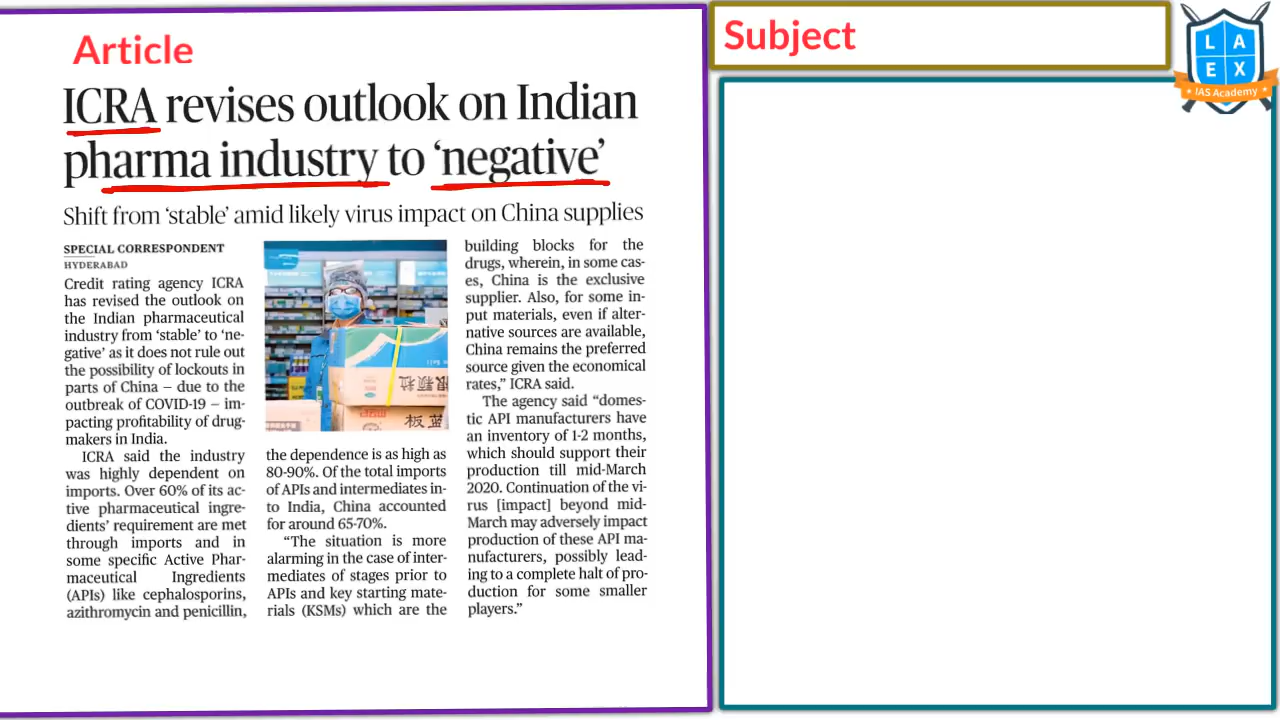 Article
ICRA revises outlook on Indian
pharma industry to ‘negative’
Shift from ‘stable’ amid likely virus impact on China supplies
SPECIAL CORRESPONDENT
HYDERABAD
Credit rating agency ICRA
has revised the outlook on
the Indian pharmaceutical
industry from ‘stable’ to ‘ne-
gative’ as it does not rule out
the possibility of lockouts in
parts of China – due to the
outbreak of COVID-19 – im-
pacting profitability of drug-
makers in India.
ICRA said the industry
was highly dependent on
imports. Over 60% of its ac-
tive pharmaceutical ingre-
dients’ requirement are met
through imports and in
some specific Active Phar-
maceutical Ingredients
(APIs) like cephalosporins,
azithromycin and penicillin,
the dependence is as high as
80-90%. Of the total imports
of APIs and intermediates in-
to India, China accounted
for around 65-70%.
“The situation is more
alarming in the case of inter-
mediates of stages prior to
APIs and key starting mate-
rials (KSMs) which are the
building blocks for the
drugs, wherein, in some cas-
es, China is the exclusive
supplier. Also, for some in-
put materials, even if alter-
native sources are available,
China remains the preferred
source given the economical
rates,” ICRA said.
The agency said “domes-
tic API manufacturers have
an inventory of 1-2 months,
which should support their
production till mid-March
2020. Continuation of the vi-
rus [impact] beyond mid-
March may adversely impact
production of these API ma-
nufacturers, possibly lead-
ing to a complete halt of pro-
duction for some smaller
players.”
Subject
L A
E X
IAS Academy